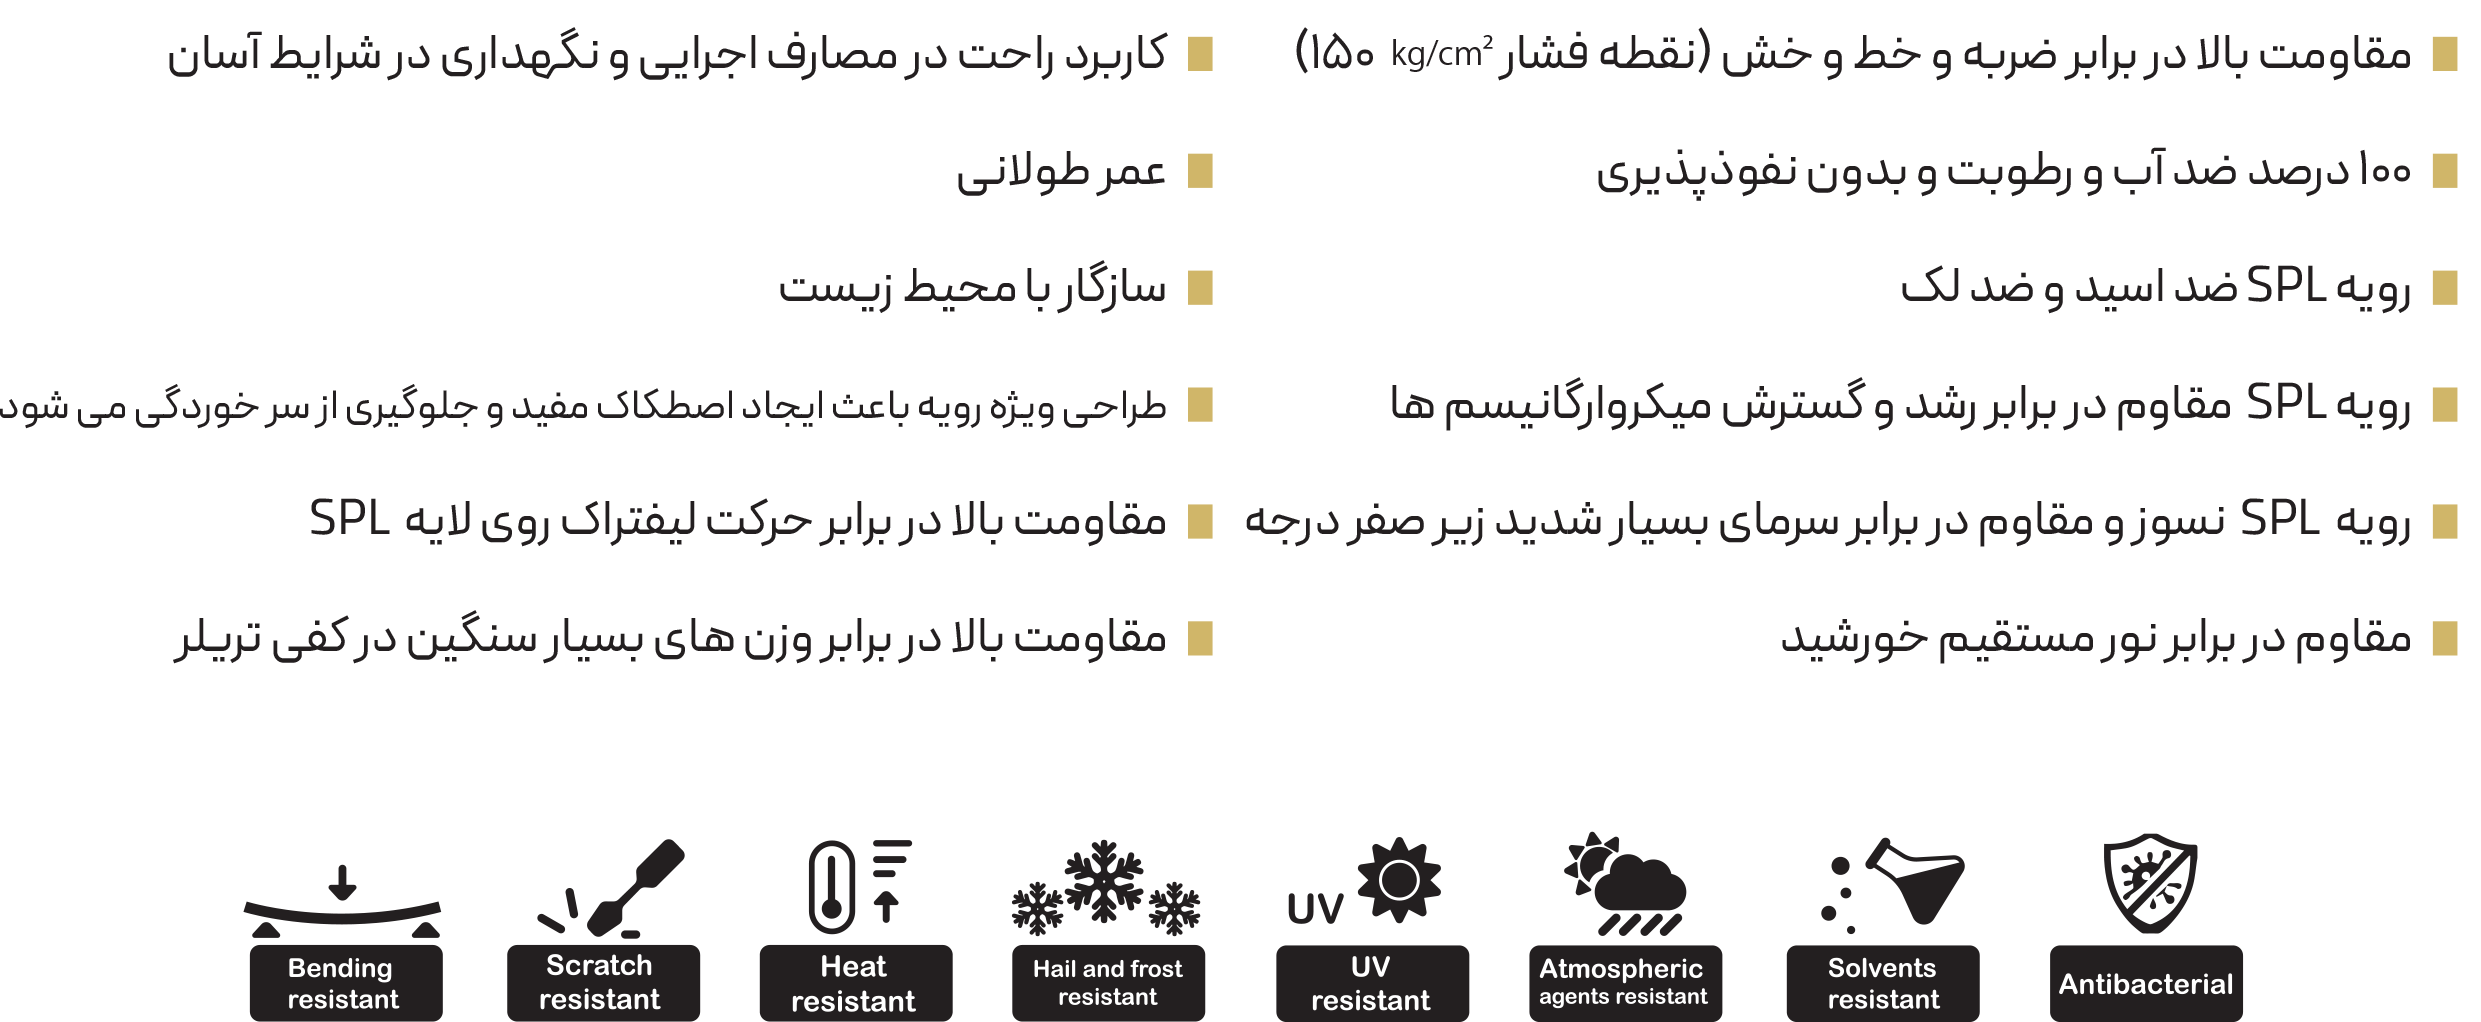 مقاومت بالا در برابر ضربه و خط و خش (نقطه فشار kg/cm² ۱۵۰)
۱۰۰ درصد ضد آب و رطوبت و بدون نفوذپذیری
رویه SPL ضد اسید و ضد لک
رویه SPL مقاوم در برابر رشد و گسترش میکروارگانیسم ها
رویه SPL نسوز و مقاوم در برابر سرمای بسیار شدید زیر صفر درجه
مقاوم در برابر نور مستقیم خورشید
کاربرد راحت در مصارف اجرایی و نگهداری در شرایط آسان
عمر طولانی
سازگار با محیط زیست
طراحی ویژه رویه باعث ایجاد اصطکاک مفید و جلوگیری از سر خوردگی می شود
مقاومت بالا در برابر حرکت لیفتراک روی لایه SPL
مقاومت بالا در برابر وزن های بسیار سنگین در کفی تریلر
UV
Bending
resistant
Scratch
resistant
Heat
resistant
Hail and frost
resistant
UV
resistant
Atmospheric
agents resistant
Solvents
resistant
Antibacterial